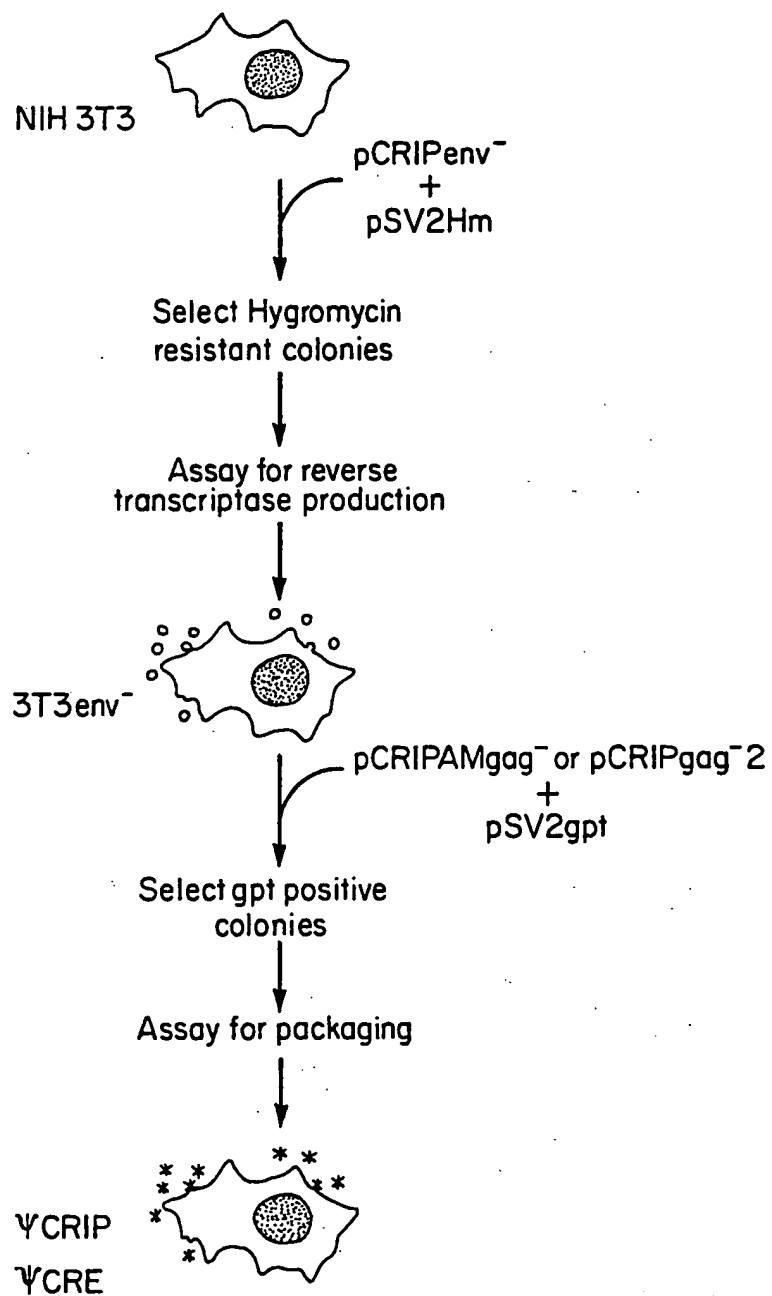 NIH 3T3
pCRIPenv⁻
+
pSV2Hm
Select Hygromycin
resistant colonies
Assay for reverse
transcriptase production
3T3env⁻
pCRIPAMgag⁻ or pCRIPgag⁻2
+
pSV2gpt
Select gpt positive
colonies
Assay for packaging
ΨCRIP
ΨCRE